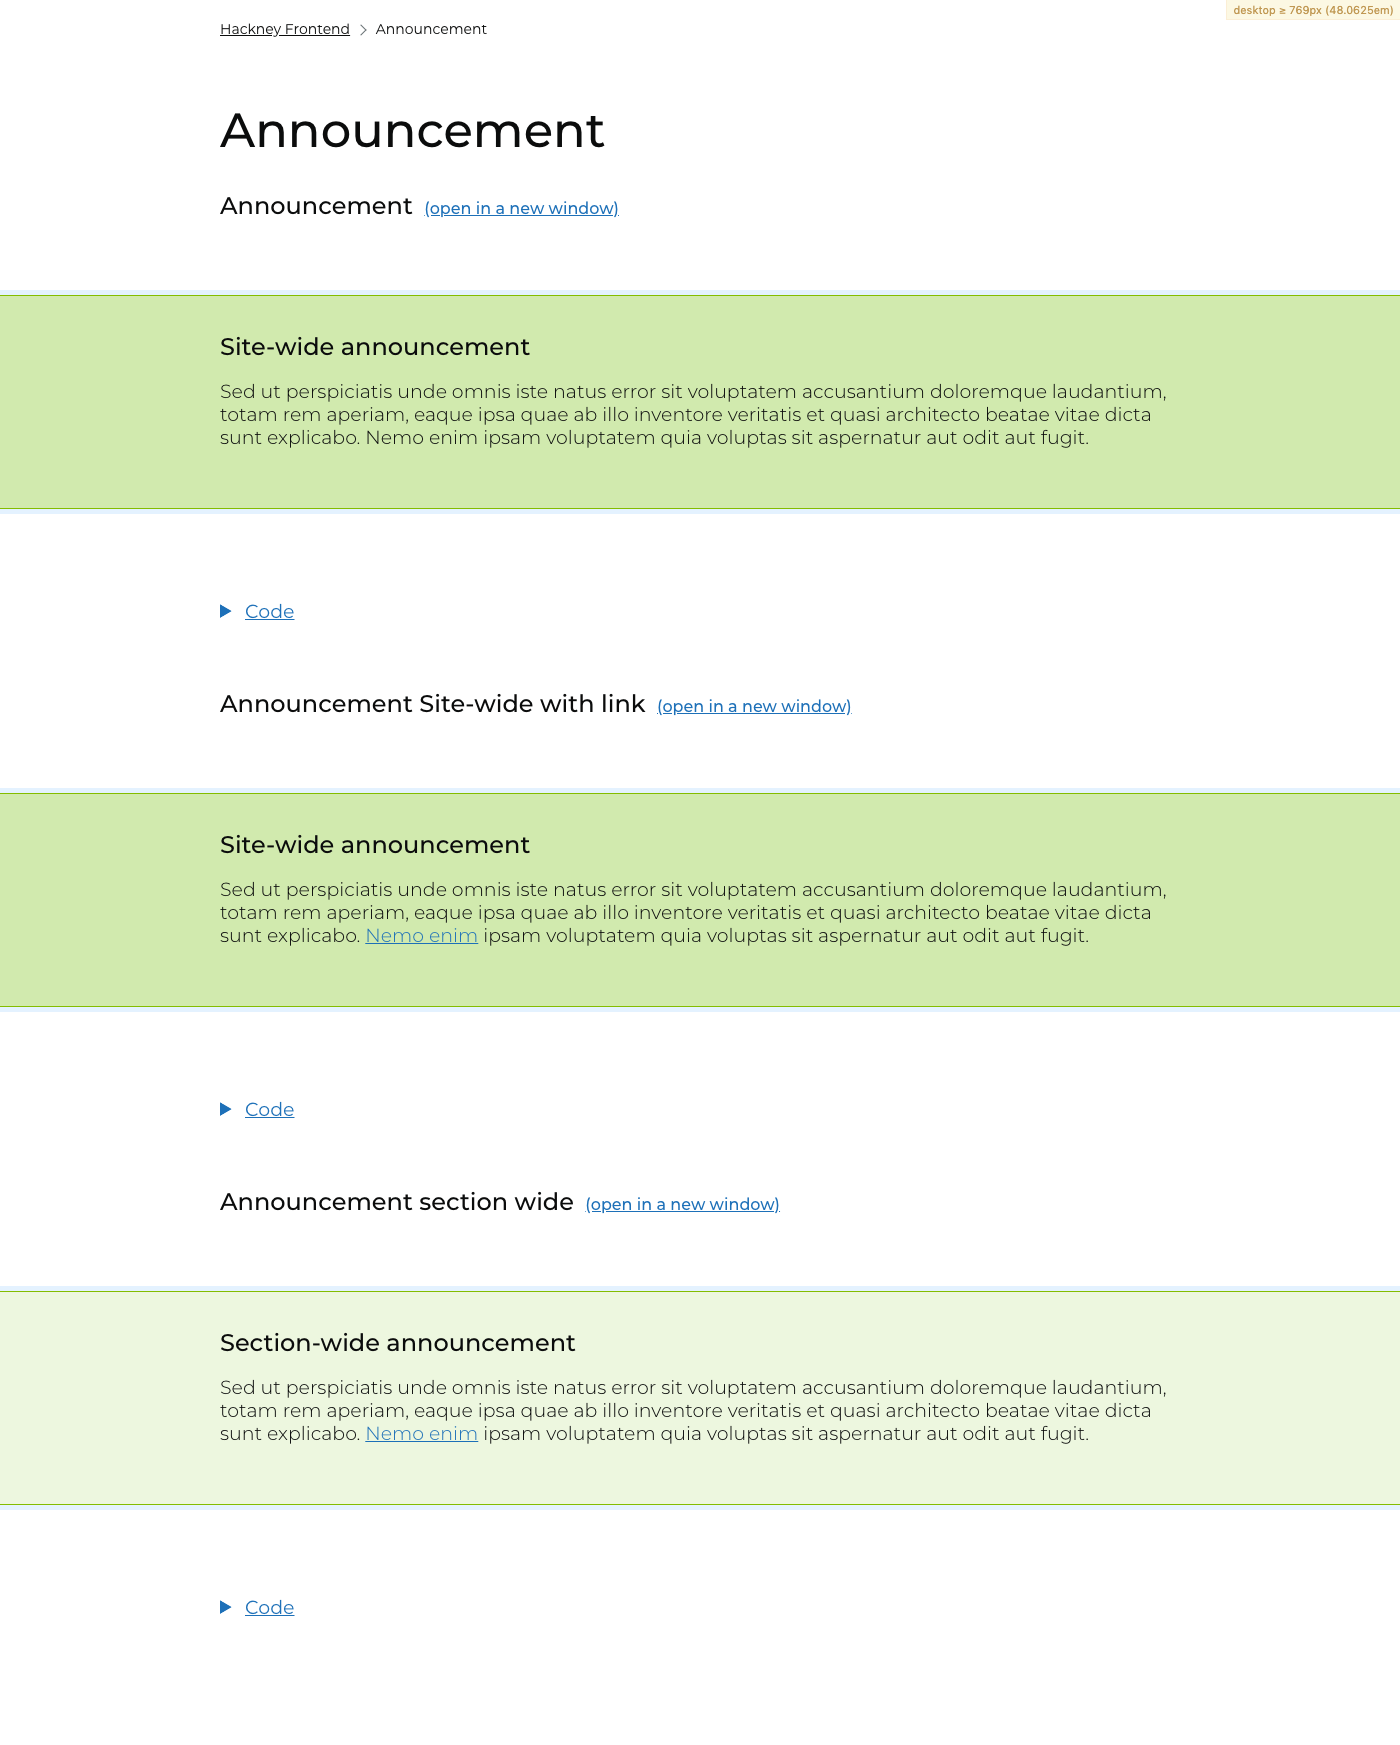 desktop ≥ 769px (48.0625em)
Hackney Frontend > Announcement
Announcement
Announcement (open in a new window)
Site-wide announcement
Sed ut perspiciatis unde omnis iste natus error sit voluptatem accusantium doloremque laudantium,
totam rem aperiam, eaque ipsa quae ab illo inventore veritatis et quasi architecto beatae vitae dicta
sunt explicabo. Nemo enim ipsam voluptatem quia voluptas sit aspernatur aut odit aut fugit.
Code
Announcement Site-wide with link (open in a new window)
Site-wide announcement
Sed ut perspiciatis unde omnis iste natus error sit voluptatem accusantium doloremque laudantium,
totam rem aperiam, eaque ipsa quae ab illo inventore veritatis et quasi architecto beatae vitae dicta
sunt explicabo. Nemo enim ipsam voluptatem quia voluptas sit aspernatur aut odit aut fugit.
Code
Announcement section wide (open in a new window)
Section-wide announcement
Sed ut perspiciatis unde omnis iste natus error sit voluptatem accusantium doloremque laudantium,
totam rem aperiam, eaque ipsa quae ab illo inventore veritatis et quasi architecto beatae vitae dicta
sunt explicabo. Nemo enim ipsam voluptatem quia voluptas sit aspernatur aut odit aut fugit.
Code